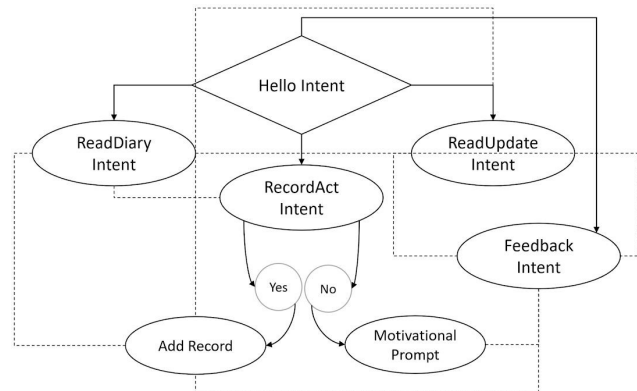 Hello Intent
ReadDiary
Intent
ReadUpdate
Intent
RecordAct
Intent
Feedback
Intent
Yes
No
Add Record
Motivational
Prompt